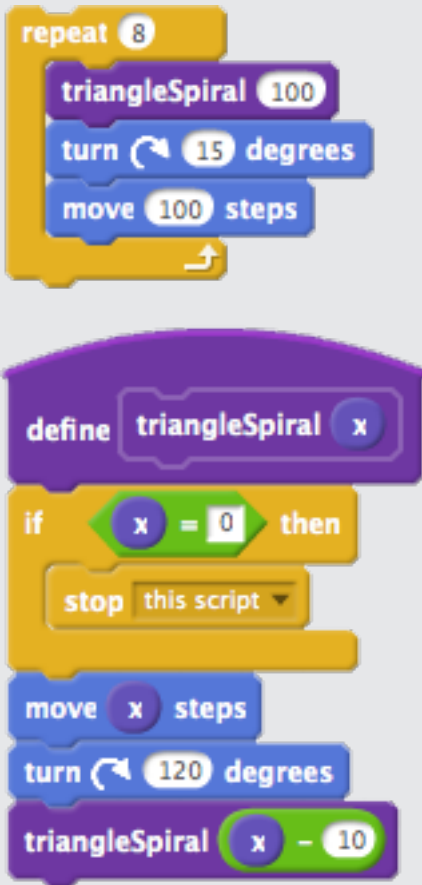 repeat 8
triangleSpiral 100
turn 15 degrees
move 100 steps
define triangleSpiral x
if x = 0 then
stop this script
move x steps
turn 120 degrees
triangleSpiral x - 10